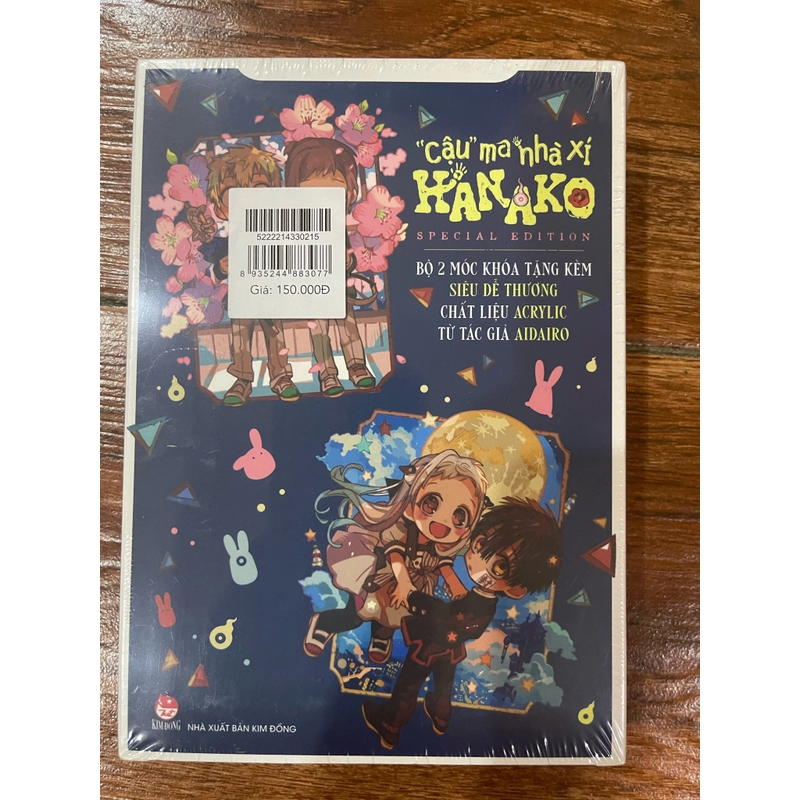 "Cậu" ma nhà xí
HANAKO
SPECIAL EDITION
BỘ 2 MÓC KHÓA TẶNG KÈM
SIÊU DỄ THƯƠNG
CHẤT LIỆU ACRYLIC
TỪ TÁC GIẢ AIDAIRO
5222214330215
8 935244 883077
Giá: 150.000Đ
KIM ĐỒNG
NHÀ XUẤT BẢN KIM ĐỒNG